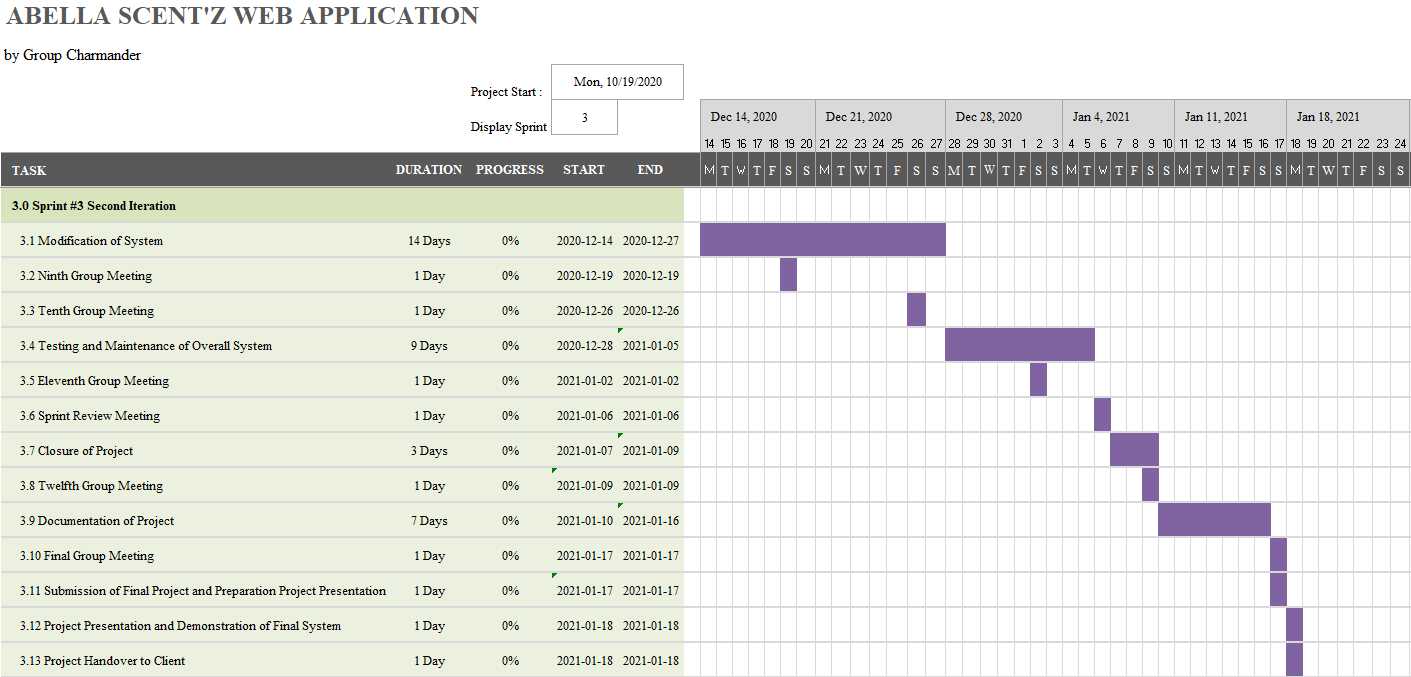 ABELLA SCENT'Z WEB APPLICATION
by Group Charmander
Project Start : Mon, 10/19/2020
Display Sprint 3
Dec 14, 2020 Dec 21, 2020 Dec 28, 2020 Jan 4, 2021 Jan 11, 2021 Jan 18, 2021
14 15 16 17 18 19 20 21 22 23 24 25 26 27 28 29 30 31 1 2 3 4 5 6 7 8 9 10 11 12 13 14 15 16 17 18 19 20 21 22 23 24
TASK DURATION PROGRESS START END M T W T F S S M T W T F S S M T W T F S S M T W T F S S M T W T F S S M T W T F S S
3.0 Sprint #3 Second Iteration
3.1 Modification of System 14 Days 0% 2020-12-14 2020-12-27
3.2 Ninth Group Meeting 1 Day 0% 2020-12-19 2020-12-19
3.3 Tenth Group Meeting 1 Day 0% 2020-12-26 2020-12-26
3.4 Testing and Maintenance of Overall System 9 Days 0% 2020-12-28 2021-01-05
3.5 Eleventh Group Meeting 1 Day 0% 2021-01-02 2021-01-02
3.6 Sprint Review Meeting 1 Day 0% 2021-01-06 2021-01-06
3.7 Closure of Project 3 Days 0% 2021-01-07 2021-01-09
3.8 Twelfth Group Meeting 1 Day 0% 2021-01-09 2021-01-09
3.9 Documentation of Project 7 Days 0% 2021-01-10 2021-01-16
3.10 Final Group Meeting 1 Day 0% 2021-01-17 2021-01-17
3.11 Submission of Final Project and Preparation Project Presentation 1 Day 0% 2021-01-17 2021-01-17
3.12 Project Presentation and Demonstration of Final System 1 Day 0% 2021-01-18 2021-01-18
3.13 Project Handover to Client 1 Day 0% 2021-01-18 2021-01-18